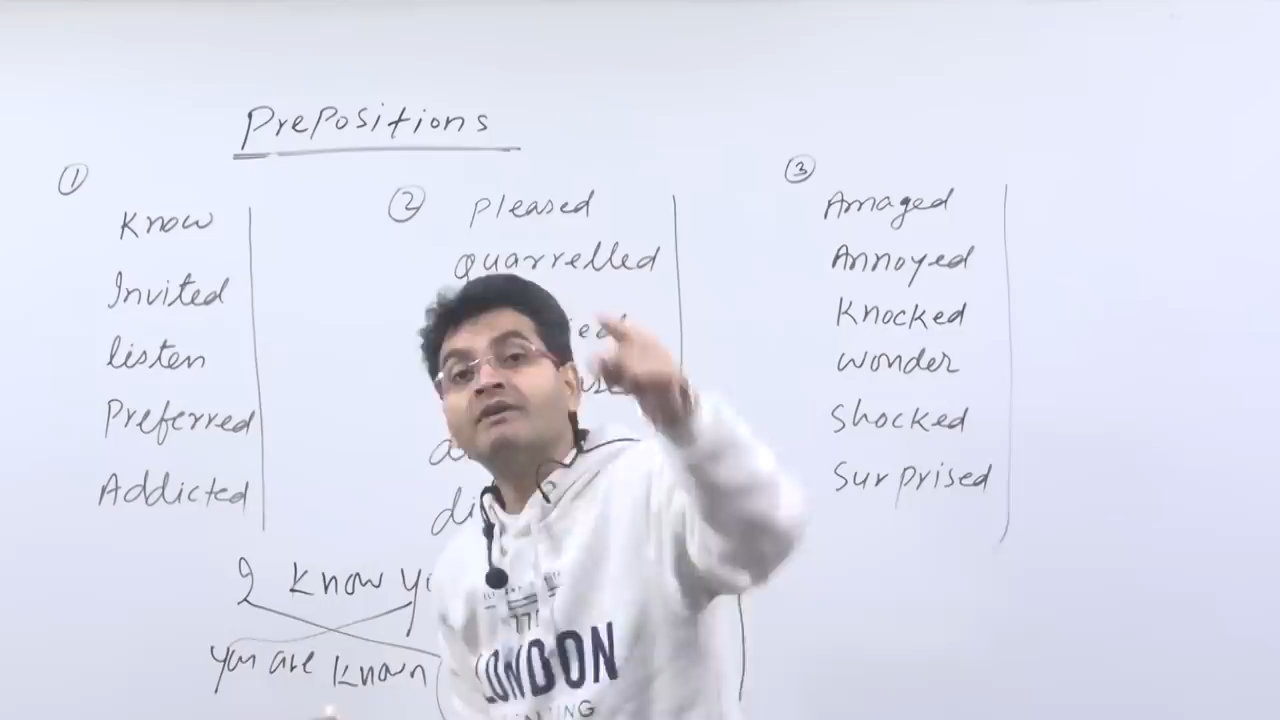 Prepositions
①
Know
Invited
listen
Preferred
Addicted
②
Pleased
Quarrelled
③
Amazed
Annoyed
Knocked
wonder
Shocked
Surprised
I know
you are known
LONDON